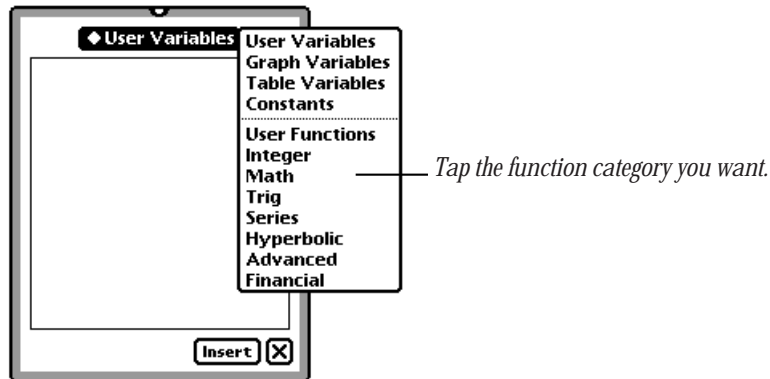 ◆User Variables
User Variables
Graph Variables
Table Variables
Constants
User Functions
Integer
Math
Trig
Series
Hyperbolic
Advanced
Financial
Tap the function category you want.
Insert